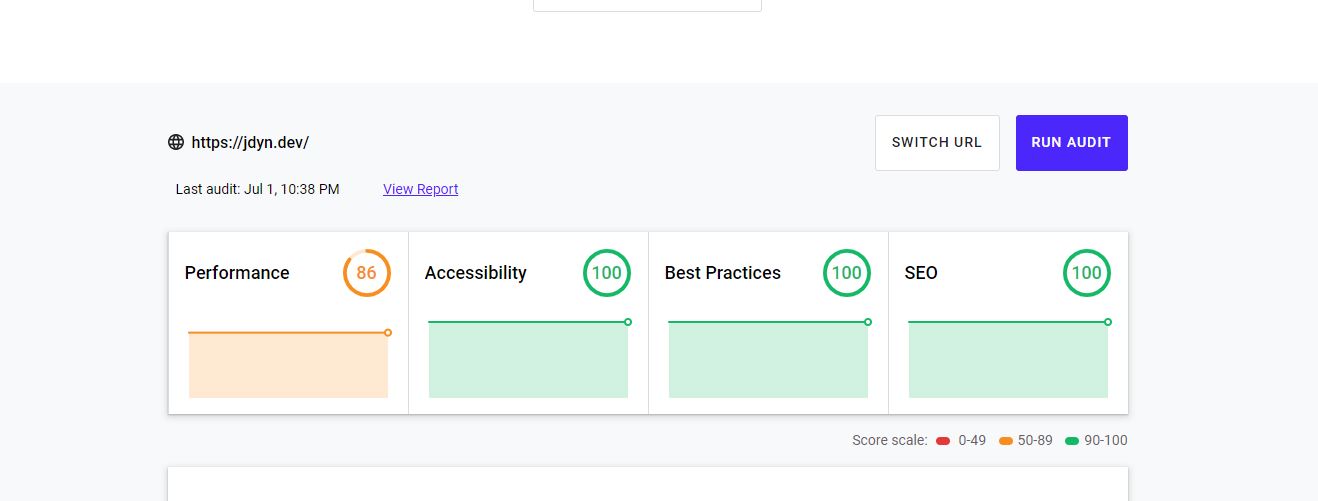 https://jdyn.dev/
SWITCH URL
RUN AUDIT
Last audit: Jul 1, 10:38 PM
View Report
Performance 86
Accessibility 100
Best Practices 100
SEO 100
Score scale: 0-49 50-89 90-100